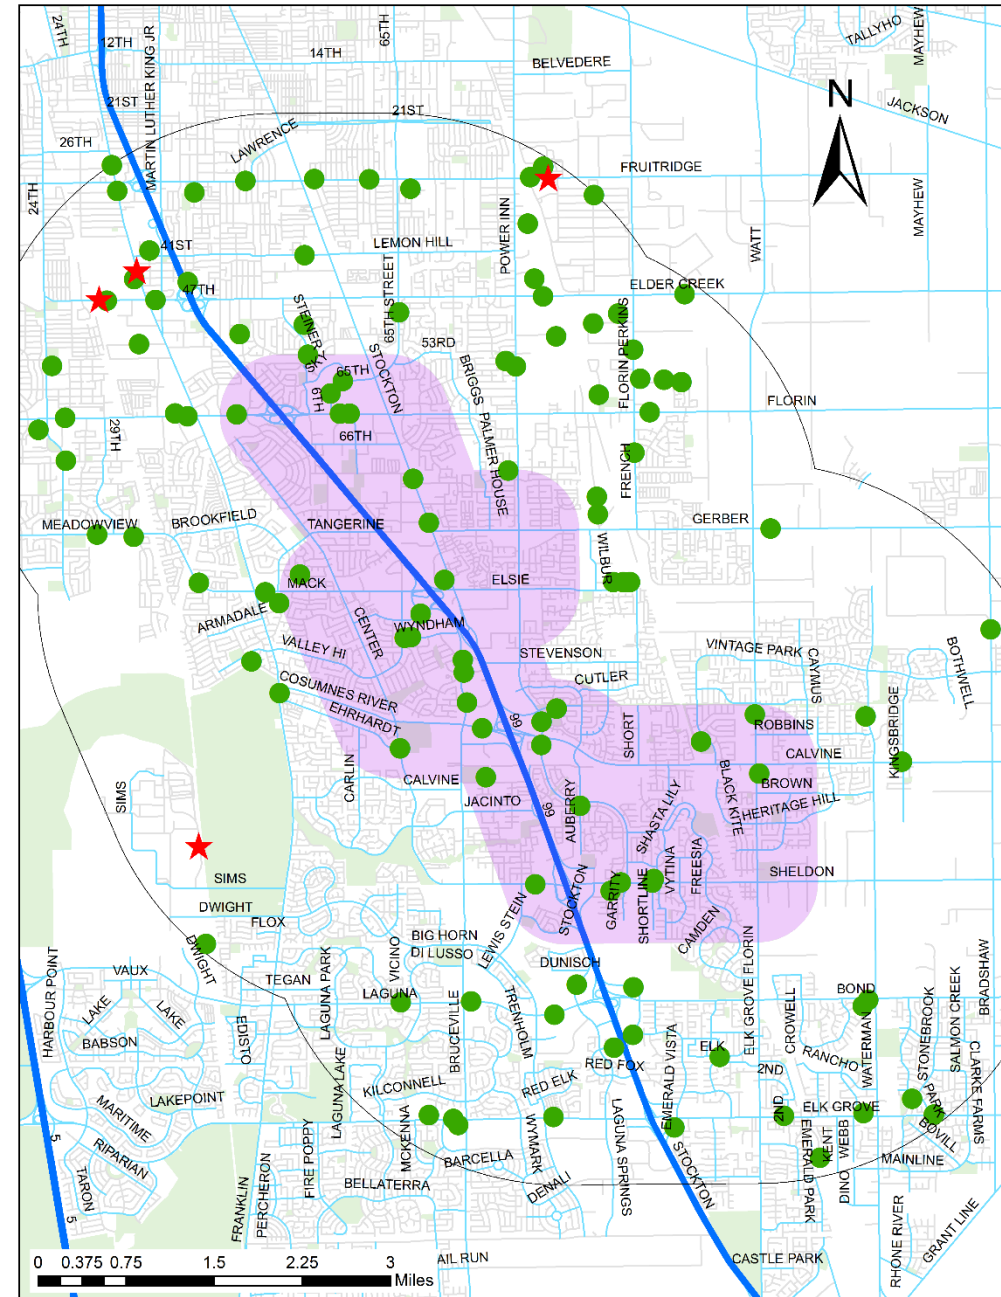 24TH
12TH
MARTIN LUTHER KING JR
65TH
14TH
BELVEDERE
TALLYHO
MAYHEW
21ST
21ST
JACKSON
N
26TH
LAWRENCE
FRUITRIDGE
24TH
MAYHEW
POWER INN
WATT
41ST
LEMON HILL
65TH STREET
ELDER CREEK
47TH
STEINER
FLORIN PERKINS
53RD
SKY
65TH
STOCKTON
BRIGGS
6TH
PALMER HOUSE
FLORIN
29TH
66TH
FRENCH
MEADOWVIEW
BROOKFIELD
TANGERINE
GERBER
WILBUR
MACK
ELSIE
ARMADALE
CENTER
WYNDHAM
VALLEY HI
STEVENSON
VINTAGE PARK
CAYMUS
BOTHWELL
COSUMNES RIVER
CUTLER
EHRHARDT
99
SHORT
ROBBINS
KINGSBRIDGE
CALVINE
CARLIN
CALVINE
BLACK KITE
BROWN
SIMS
JACINTO
99
AUBERRY
SHASTA LILY
HERITAGE HILL
VYTINA
FREESIA
SHELDON
SIMS
STOCKTON
GARRITY
SHORTLINE
DWIGHT
FLOX
LEWIS STEIN
CAMDEN
BIG HORN
DI LUSSO
DWIGHT
HARBOUR POINT
VAUX
TEGAN
LAGUNA PARK
VICINO
DUNISCH
ELK GROVE FLORIN
BOND
BRADSHAW
LAGUNA
LAKE
LAKE
EDISTO
BRUCEVILLE
TRENHOLM
CROWELL
WATERMAN
STONEBROOK
SALMON CREEK
BABSON
ELK
EMERALD VISTA
RANCHO
RED FOX
2ND
CLARKE FARMS
LAGUNA LAKE
KILCONNELL
RED ELK
LAKEPOINT
MARITIME
2ND
ELK GROVE
PARK
MCKENNA
BOVILL
FIRE POPPY
WYMARK
LAGUNA SPRINGS
EMERALD PARK
KENT
WEBB
5
RIPARIAN
BARCELLA
STOCKTON
MAINLINE
TARON
FRANKLIN
PERCHERON
BELLATERRA
DENALI
DINO
RHONE RIVER
GRANT LINE
5
AIL RUN
CASTLE PARK
0 0.375 0.75 1.5 2.25 3
Miles